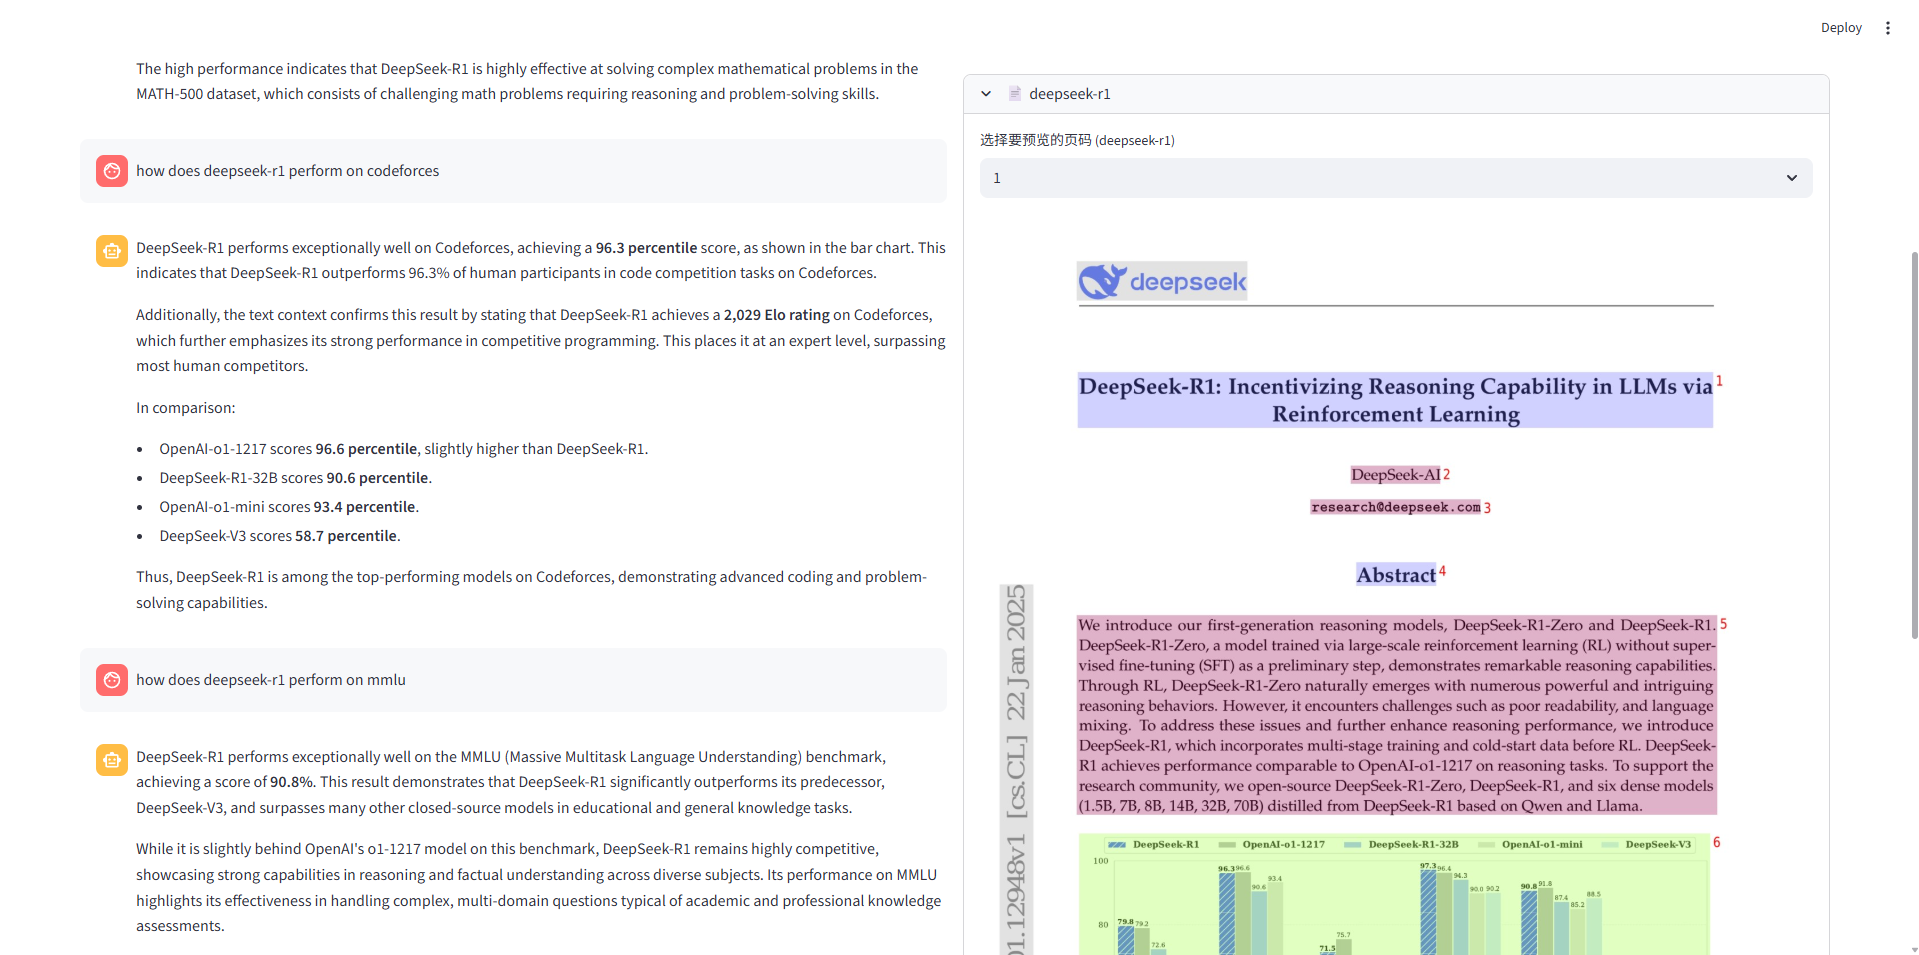 Deploy
The high performance indicates that DeepSeek-R1 is highly effective at solving complex mathematical problems in the
MATH-500 dataset, which consists of challenging math problems requiring reasoning and problem-solving skills.
how does deepseek-r1 perform on codeforces
DeepSeek-R1 performs exceptionally well on Codeforces, achieving a 96.3 percentile score, as shown in the bar chart. This
indicates that DeepSeek-R1 outperforms 96.3% of human participants in code competition tasks on Codeforces.
Additionally, the text context confirms this result by stating that DeepSeek-R1 achieves a 2,029 Elo rating on Codeforces,
which further emphasizes its strong performance in competitive programming. This places it at an expert level, surpassing
most human competitors.
In comparison:
• OpenAI-o1-1217 scores 96.6 percentile, slightly higher than DeepSeek-R1.
• DeepSeek-R1-32B scores 90.6 percentile.
• OpenAI-o1-mini scores 93.4 percentile.
• DeepSeek-V3 scores 58.7 percentile.
Thus, DeepSeek-R1 is among the top-performing models on Codeforces, demonstrating advanced coding and problem-
solving capabilities.
how does deepseek-r1 perform on mmlu
DeepSeek-R1 performs exceptionally well on the MMLU (Massive Multitask Language Understanding) benchmark,
achieving a score of 90.8%. This result demonstrates that DeepSeek-R1 significantly outperforms its predecessor,
DeepSeek-V3, and surpasses many other closed-source models in educational and general knowledge tasks.
While it is slightly behind OpenAI's o1-1217 model on this benchmark, DeepSeek-R1 remains highly competitive,
showcasing strong capabilities in reasoning and factual understanding across diverse subjects. Its performance on MMLU
highlights its effectiveness in handling complex, multi-domain questions typical of academic and professional knowledge
assessments.
deepseek-r1
选择要预览的页码 (deepseek-r1)
1
deepseek
DeepSeek-R1: Incentivizing Reasoning Capability in LLMs via 1
Reinforcement Learning
DeepSeek-AI 2
research@deepseek.com 3
Abstract 4
We introduce our first-generation reasoning models, DeepSeek-R1-Zero and DeepSeek-R1. 5
DeepSeek-R1-Zero, a model trained via large-scale reinforcement learning (RL) without super-
vised fine-tuning (SFT) as a preliminary step, demonstrates remarkable reasoning capabilities.
Through RL, DeepSeek-R1-Zero naturally emerges with numerous powerful and intriguing
reasoning behaviors. However, it encounters challenges such as poor readability, and language
mixing. To address these issues and further enhance reasoning performance, we introduce
DeepSeek-R1, which incorporates multi-stage training and cold-start data before RL. DeepSeek-
R1 achieves performance comparable to OpenAI-o1-1217 on reasoning tasks. To support the
research community, we open-source DeepSeek-R1-Zero, DeepSeek-R1, and six dense models
(1.5B, 7B, 8B, 14B, 32B, 70B) distilled from DeepSeek-R1 based on Qwen and Llama.
01.12948v1 [cs.CL] 22 Jan 2025
DeepSeek-R1 OpenAI-o1-1217 DeepSeek-R1-32B OpenAI-o1-mini DeepSeek-V3 6
100
96.3 96.6 93.4 90.6
97.3 96.4 94.3 90.0 90.2
90.8 91.8 87.4 85.2 88.5
80
79.8 79.2 72.6
71.5 75.7